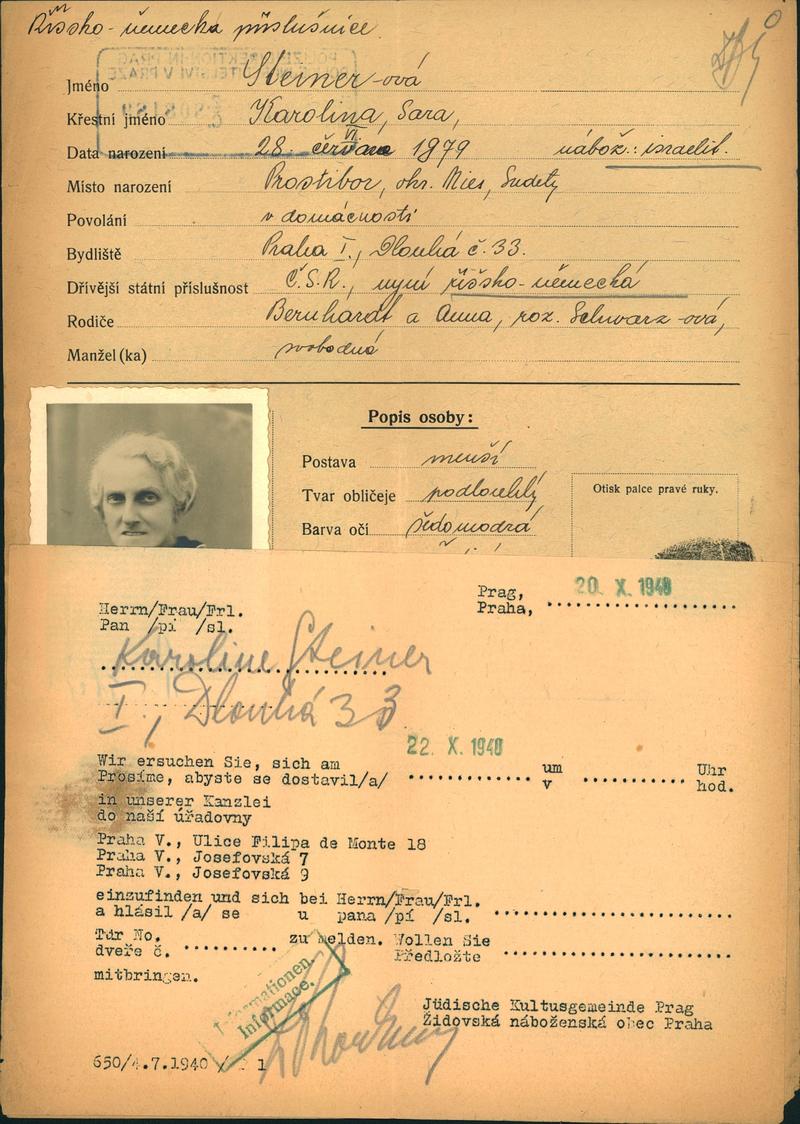 Říšsko-německá příslušnice.
Jméno Steiner-ová
Křestní jméno Karolina, Sara,
VI.
Data narození 28. června 1879 nábož.: israelit.
Místo narození Prostibor, okr. Mies, Sudety
Povolání v domácnosti
Bydliště Praha I., Dlouhá č. 33.
Dřívější státní příslušnost Č.S.R., nyní říšsko-německá
Rodiče Bernhardt a Anna, roz. Schwarz-ová,
Manžel (ka) svobodná
Popis osoby:
Postava menší
Tvar obličeje podlouhlý
Barva očí šedomodrá
Otisk palce pravé ruky.
Prag, 20. X. 1940
Praha,
Herrn/Frau/Frl.
Pan /pí /sl.
Karoline Steiner
I., Dlouhá 33
22 X. 1940
Wir ersuchen Sie, sich am um Uhr
Prosíme, abyste se dostavil/a/ v hod.
in unserer Kanzlei
do naší úřadovny
Praha V., Ulice Filipa de Monte 18
Praha V., Josefovská 7
Praha V., Josefovská 9
einzufinden und sich bei Herrn/Frau/Frl.
a hlásil /a/ se u pana /pí /sl.
Tür No. zu melden. Wollen Sie
dveře č. Předložte
mitbringen.
Informationen.
Informace.
Jüdische Kultusgemeinde Prag
Židovská náboženská obec Praha
650/4.7.1940/ 1